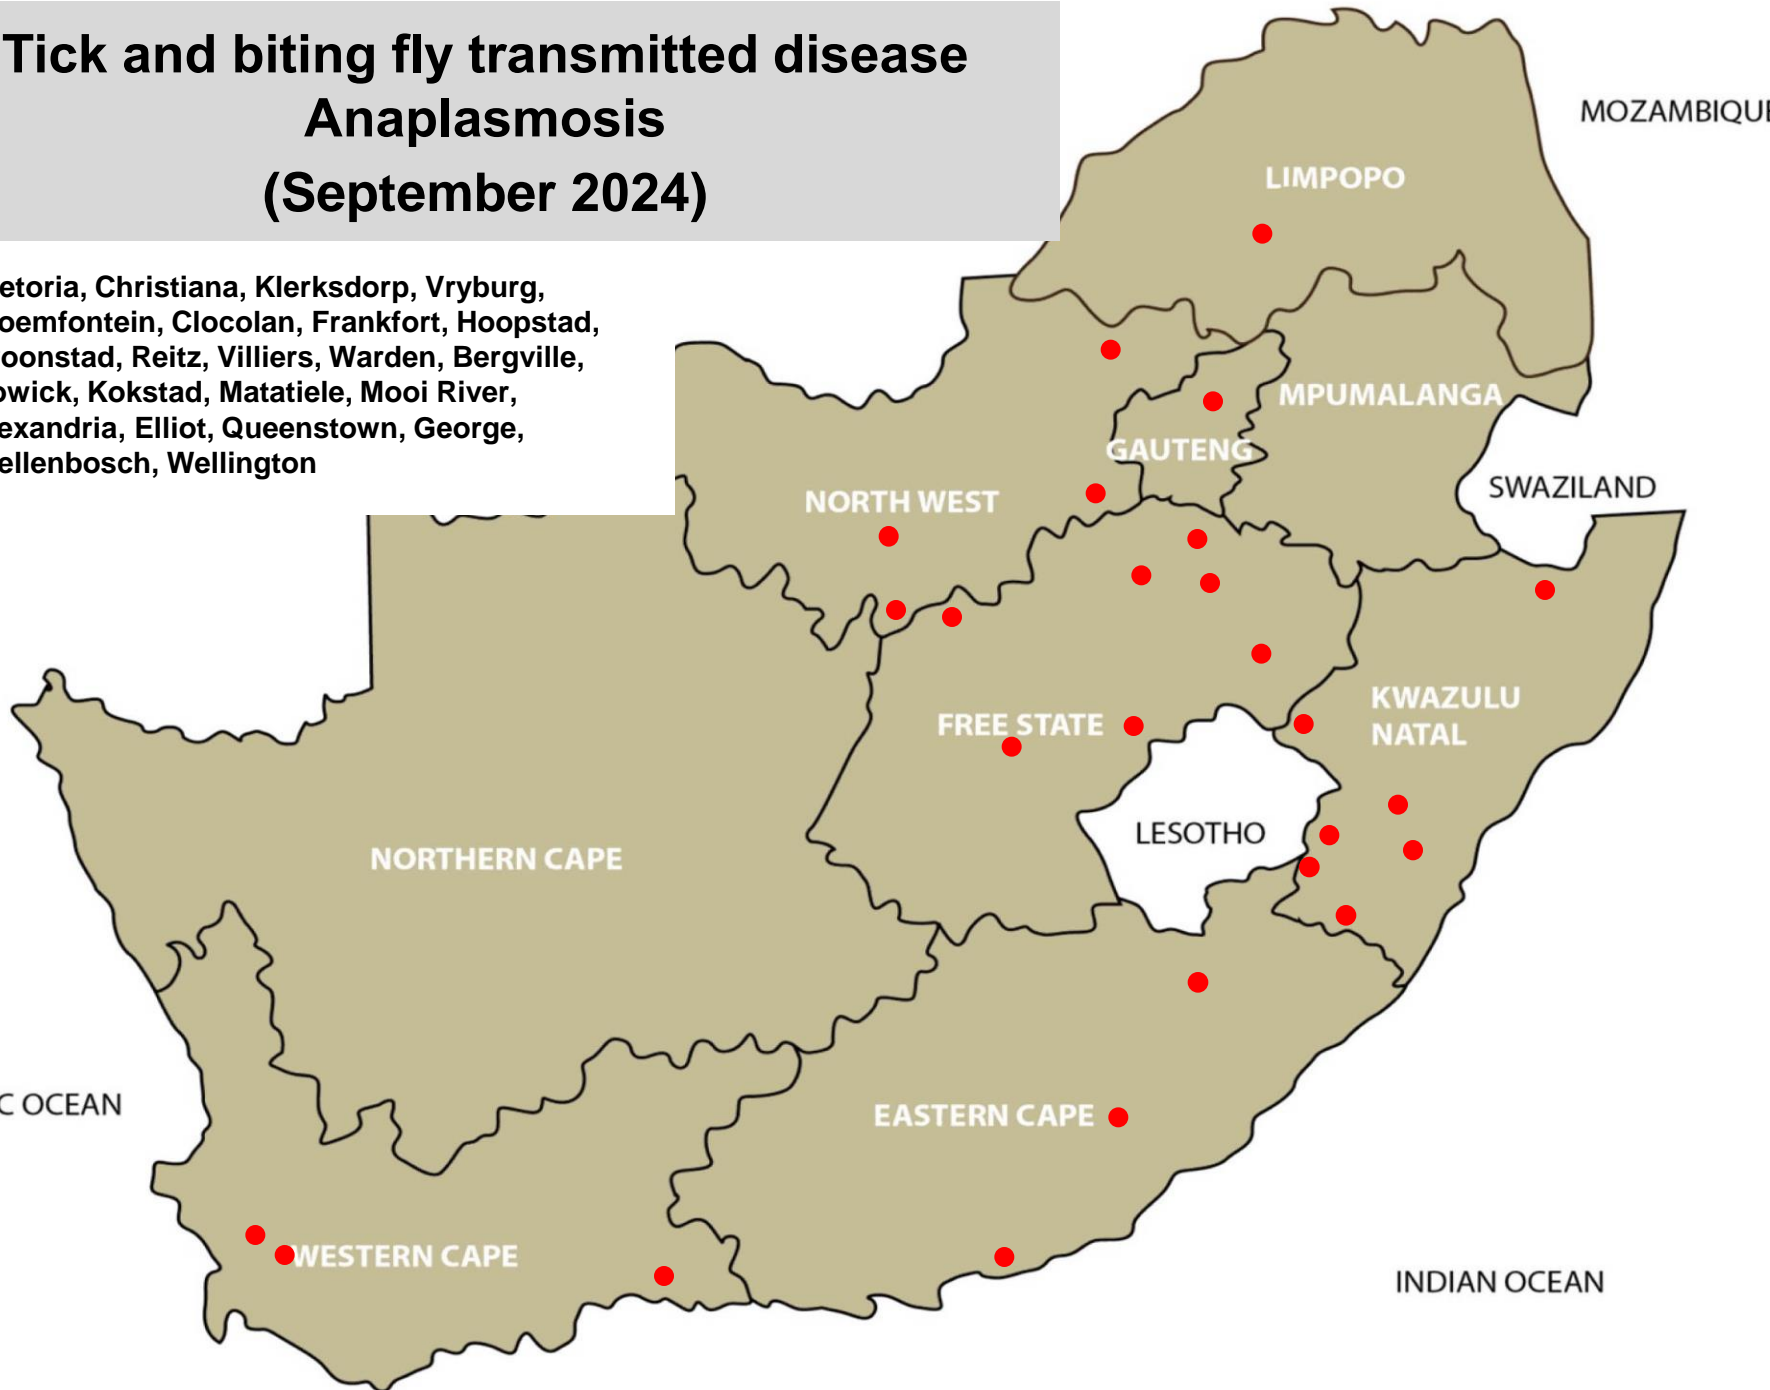 Tick and biting fly transmitted disease
Anaplasmosis
(September 2024)
etoria, Christiana, Klerksdorp, Vryburg,
oemfontein, Clocolan, Frankfort, Hoopstad,
oonstad, Reitz, Villiers, Warden, Bergville,
owick, Kokstad, Matatiele, Mooi River,
exandria, Elliot, Queenstown, George,
ellenbosch, Wellington
MOZAMBIQUE
LIMPOPO
MPUMALANGA
GAUTENG
SWAZILAND
NORTH WEST
KWAZULU
NATAL
FREE STATE
LESOTHO
NORTHERN CAPE
C OCEAN
EASTERN CAPE
WESTERN CAPE
INDIAN OCEAN